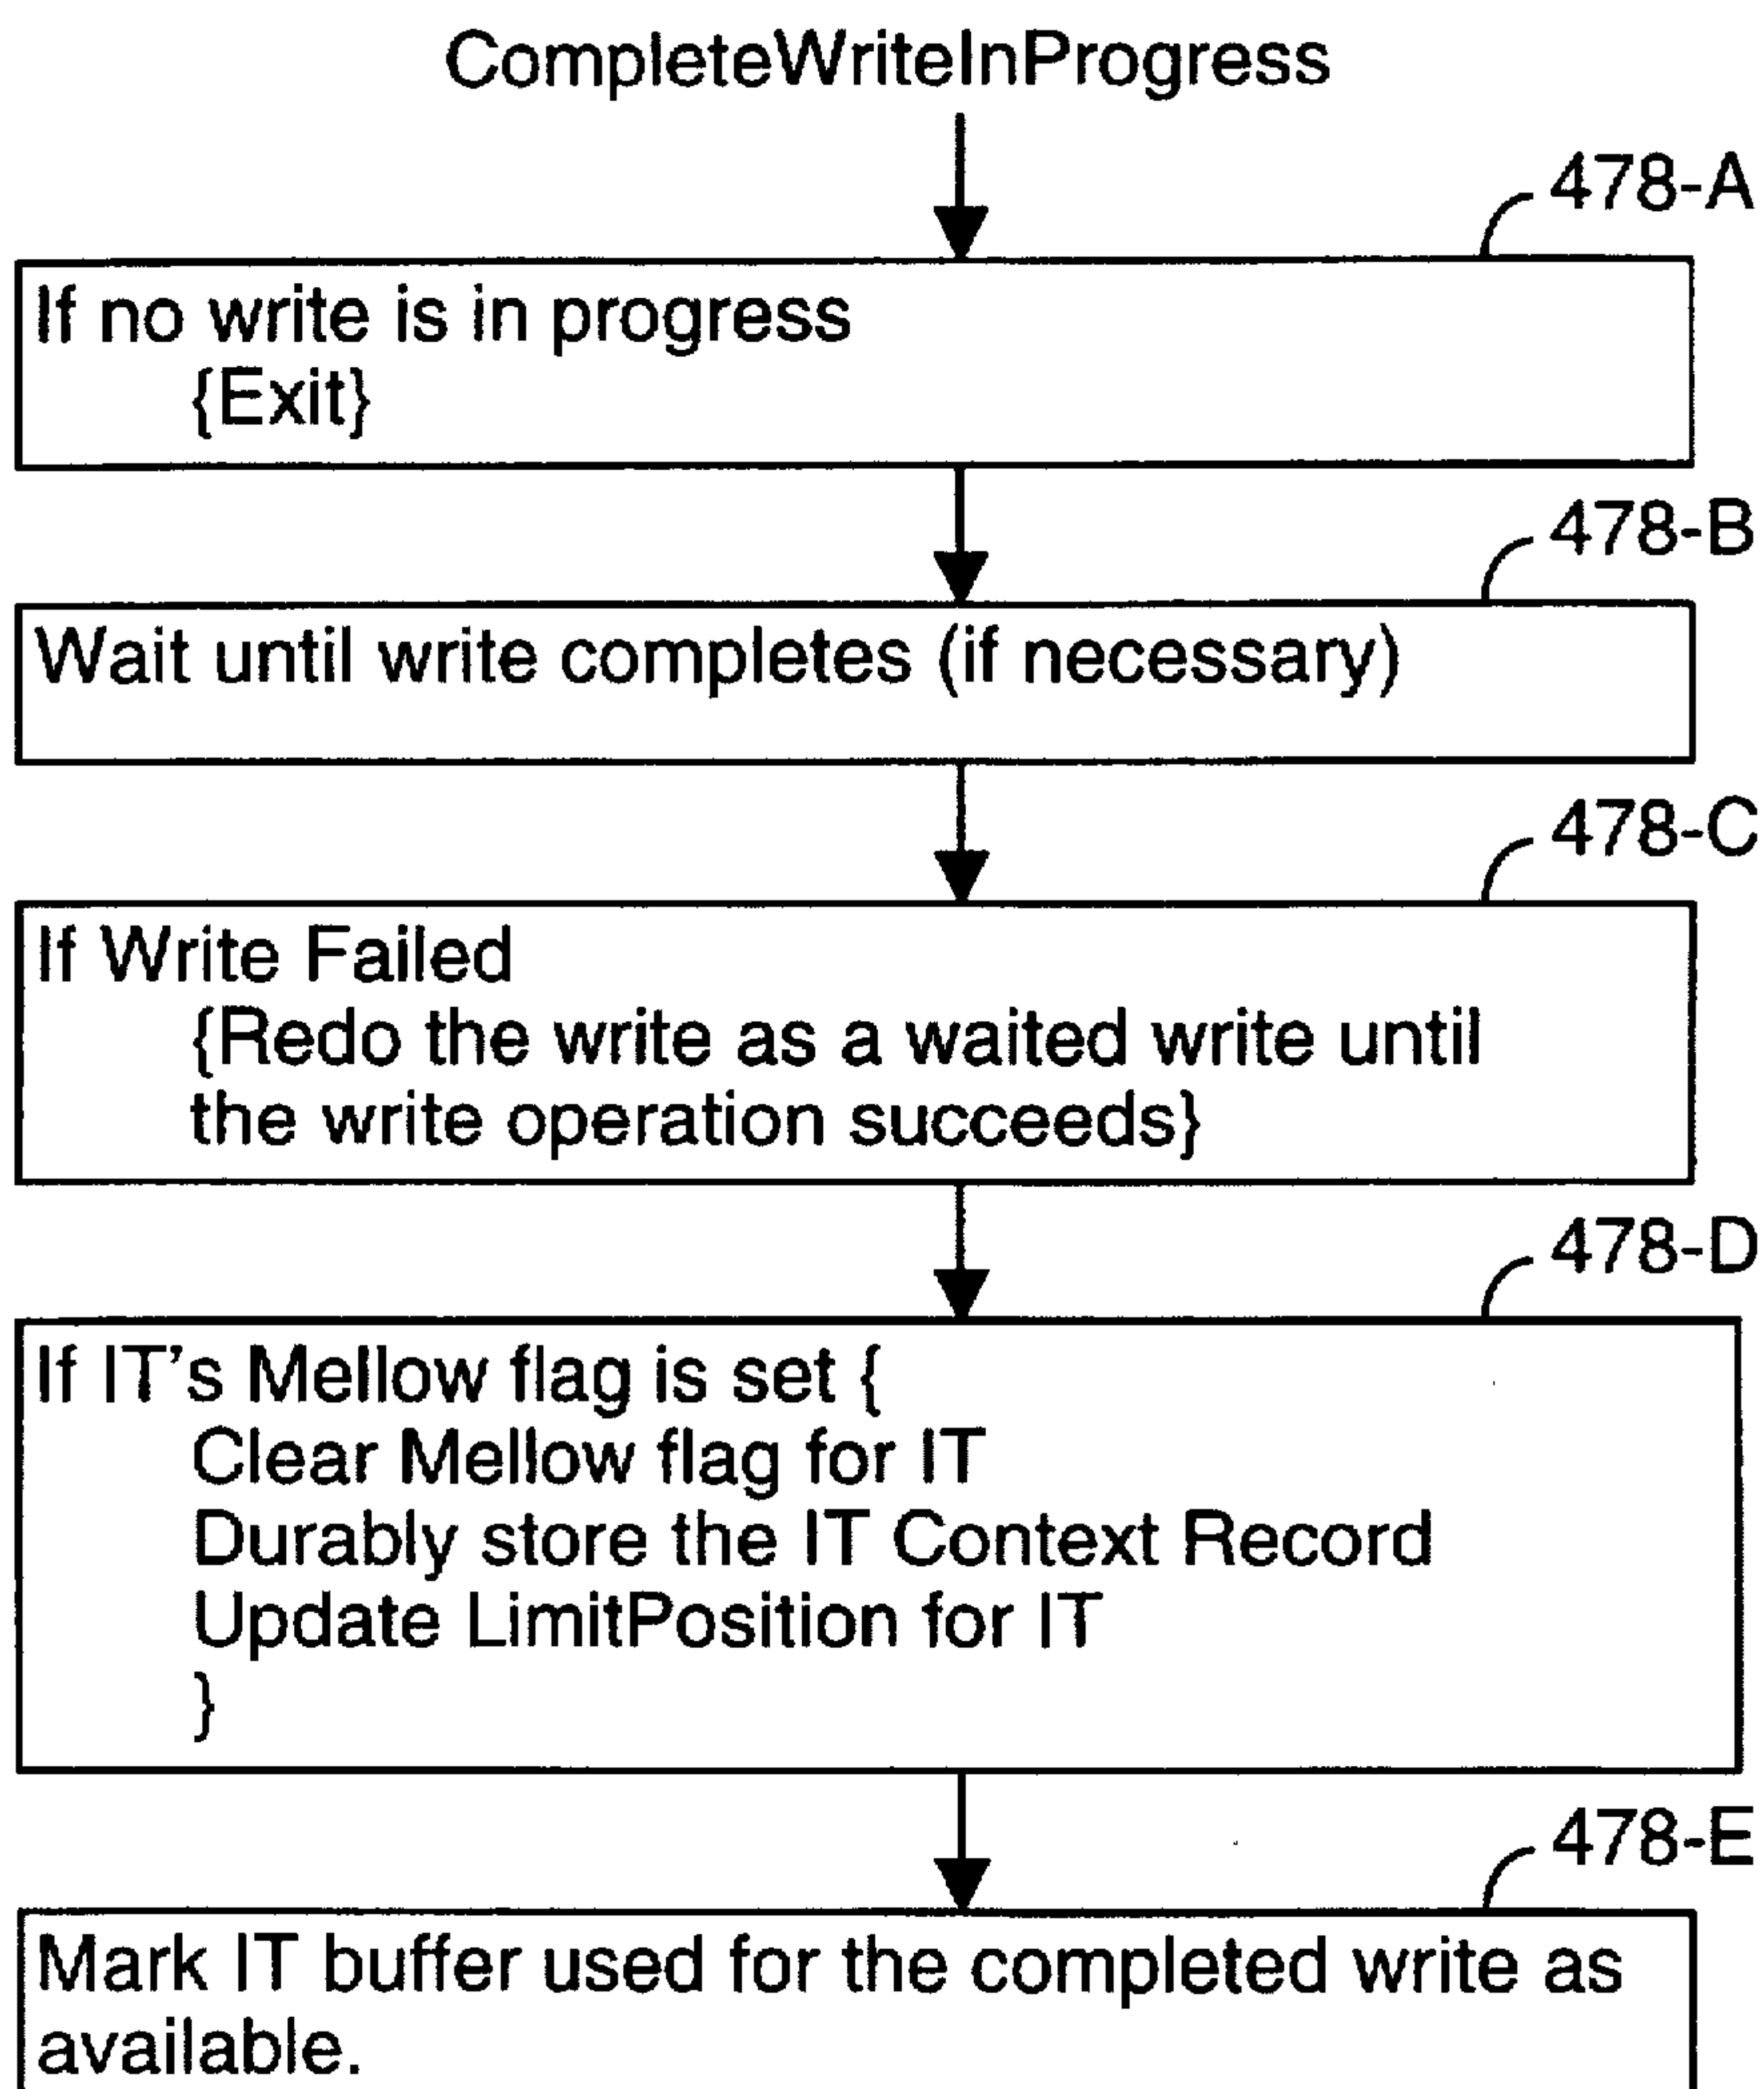 CompleteWriteInProgress
478-A
If no write is in progress
{Exit}
478-B
Wait until write completes (if necessary)
478-C
If Write Failed
{Redo the write as a waited write until
the write operation succeeds}
478-D
If IT's Mellow flag is set {
Clear Mellow flag for IT
Durably store the IT Context Record
Update LimitPosition for IT
}
478-E
Mark IT buffer used for the completed write as
available.